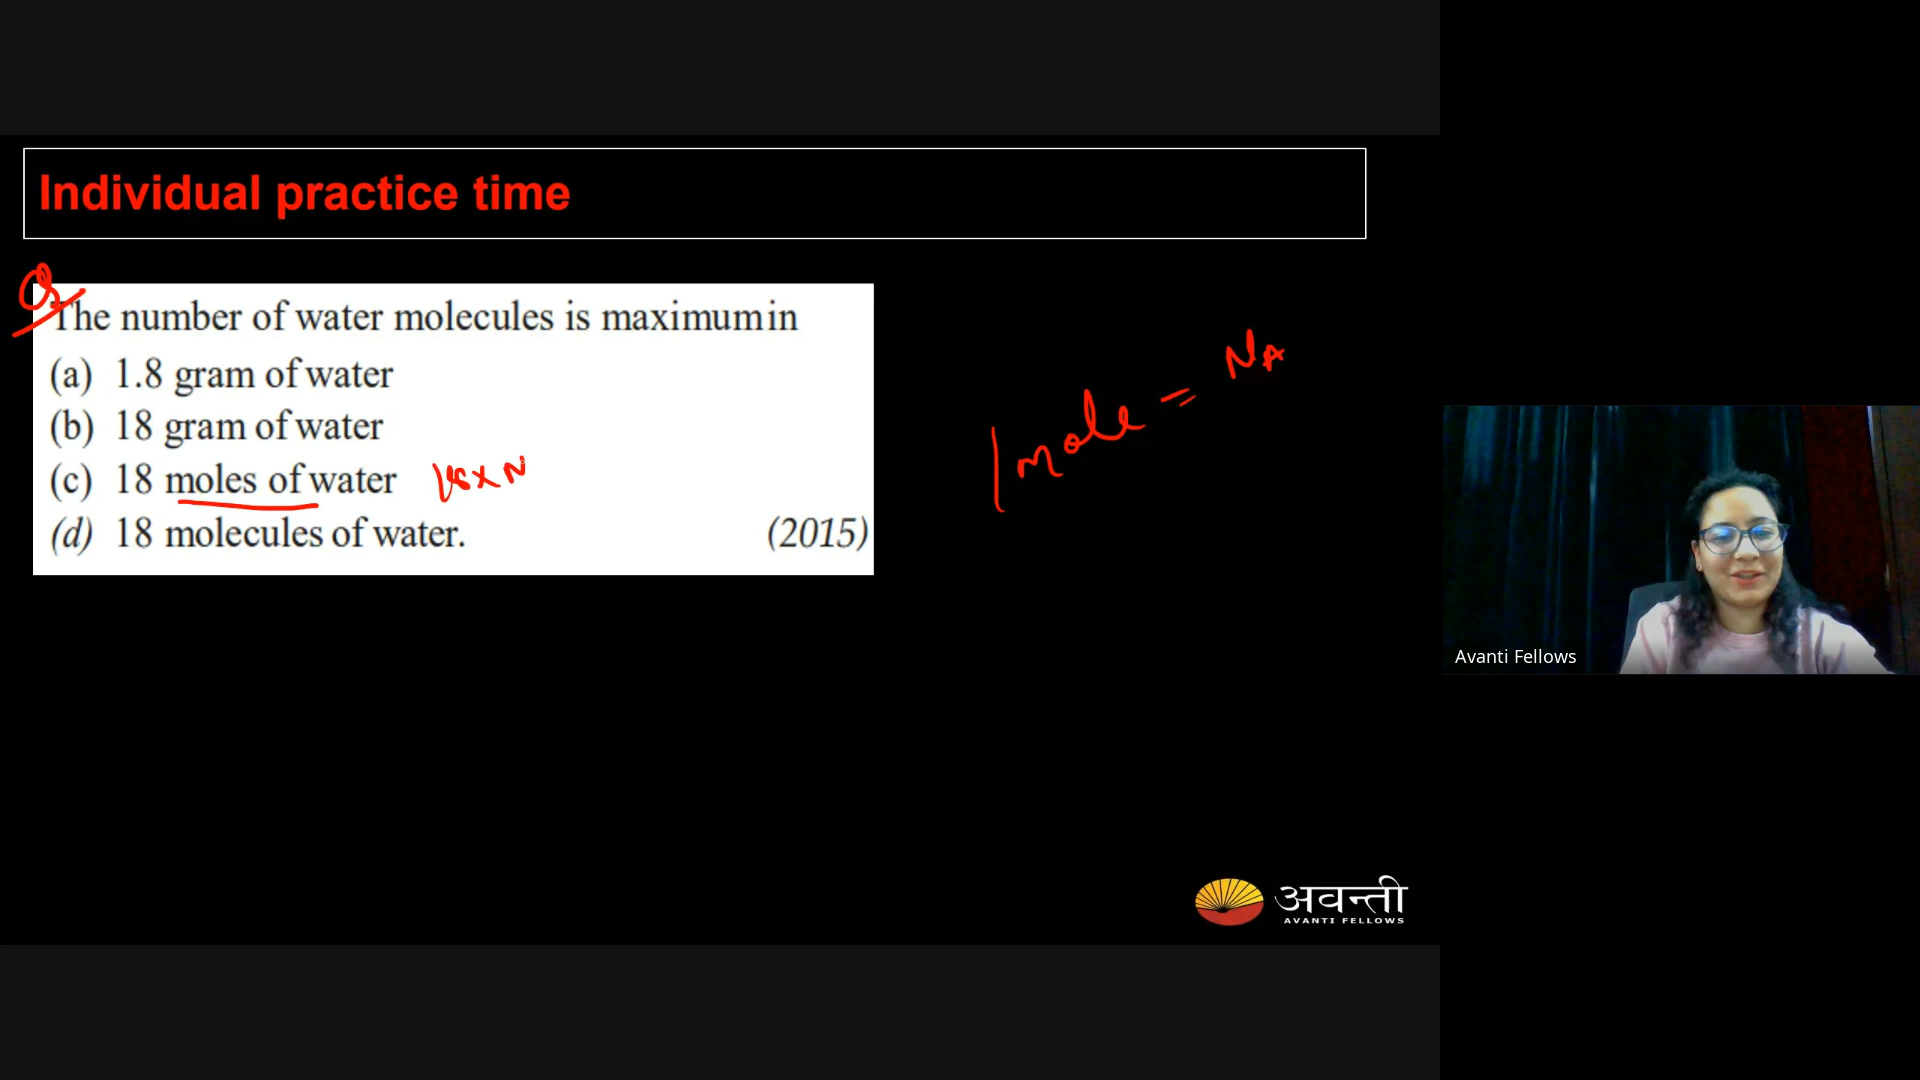 Individual practice time
Q
The number of water molecules is maximum in
(a) 1.8 gram of water
(b) 18 gram of water
(c) 18 moles of water 18 x N
(d) 18 molecules of water. (2015)
1 mole = NA
Avanti Fellows
अवन्ती
AVANTI FELLOWS